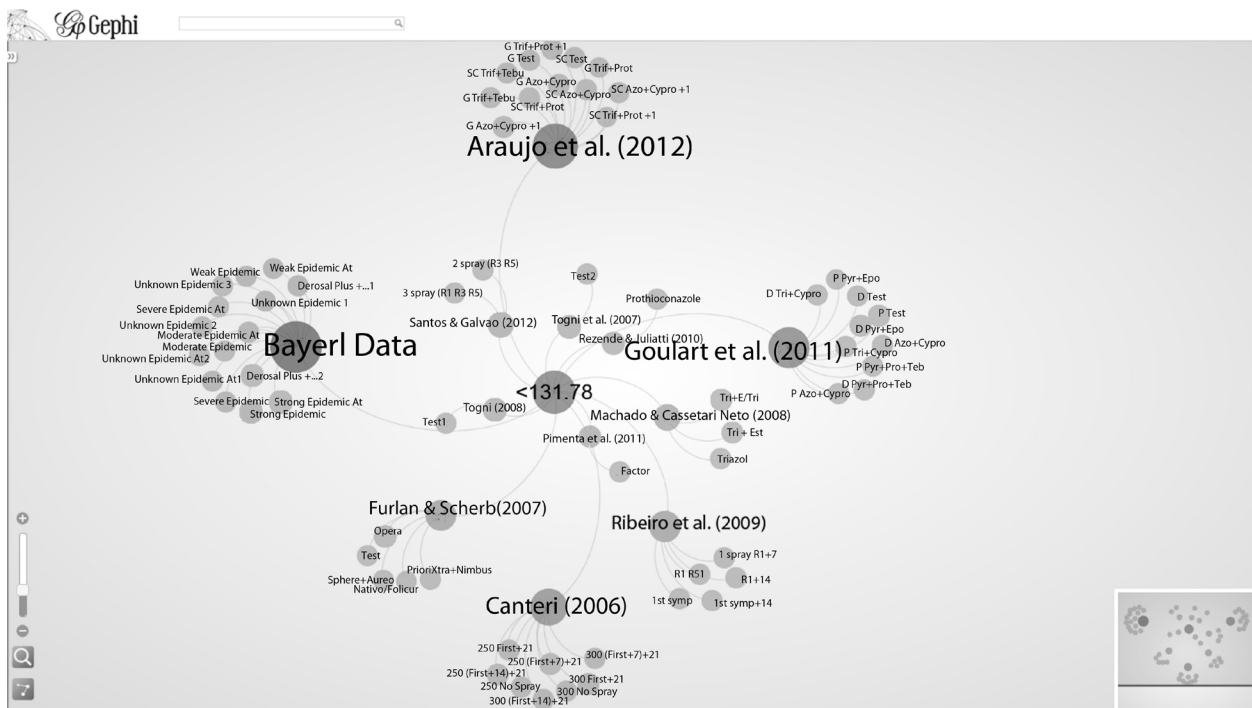 Gephi
G Trif+Prot +1
G Test
SC Test
SC Trif+Tebu
G Trif+Prot
G Azo+Cypro
SC Azo+Cypro +1
G Trif+Tebu
SC Azo+Cypro
SC Trif+Prot
SC Trif+Prot +1
G Azo+Cypro +1
Araujo et al. (2012)
Weak Epidemic
Weak Epidemic At
Unknown Epidemic 3
Derosal Plus +...1
Unknown Epidemic 1
Severe Epidemic At
Unknown Epidemic 2
Moderate Epidemic At
Bayerl Data
Moderate Epidemic
Unknown Epidemic At2
Unknown Epidemic At1
Derosal Plus +...2
Severe Epidemic
Strong Epidemic At
Strong Epidemic
2 spray (R3 R5)
3 spray (R1 R3 R5)
Santos & Galvao (2012)
Test2
Prothioconazole
Togni et al. (2007)
Rezende & Juliatti (2010)
P Pyr+Epo
D Tri+Cypro
D Test
P Test
D Pyr+Epo
D Azo+Cypro
Goulart et al. (2011)
P Tri+Cypro
P Pyr+Pro+Teb
D Pyr+Pro+Teb
P Azo+Cypro
<131.78
Togni (2008)
Test1
Tri+E/Tri
Machado & Cassetari Neto (2008)
Tri + Est
Triazol
Pimenta et al. (2011)
Factor
Furlan & Scherb(2007)
Opera
Test
PrioriXtra+Nimbus
Sphere+Aureo
Nativo/Folicur
Ribeiro et al. (2009)
1 spray R1+7
R1 R51
R1+14
1st symp
1st symp+14
Canteri (2006)
250 First+21
300 (First+7)+21
250 (First+7)+21
250 (First+14)+21
300 First+21
250 No Spray
300 No Spray
300 (First+14)+21